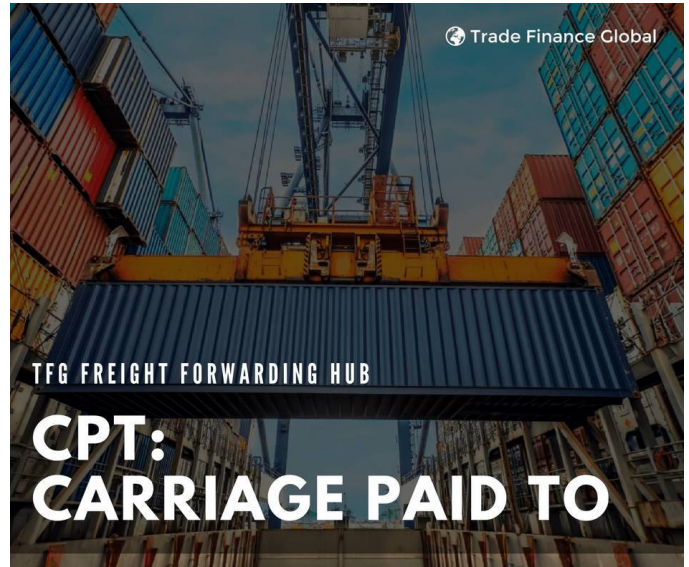 Trade Finance Global
TFG FREIGHT FORWARDING HUB
CPT:
CARRIAGE PAID TO